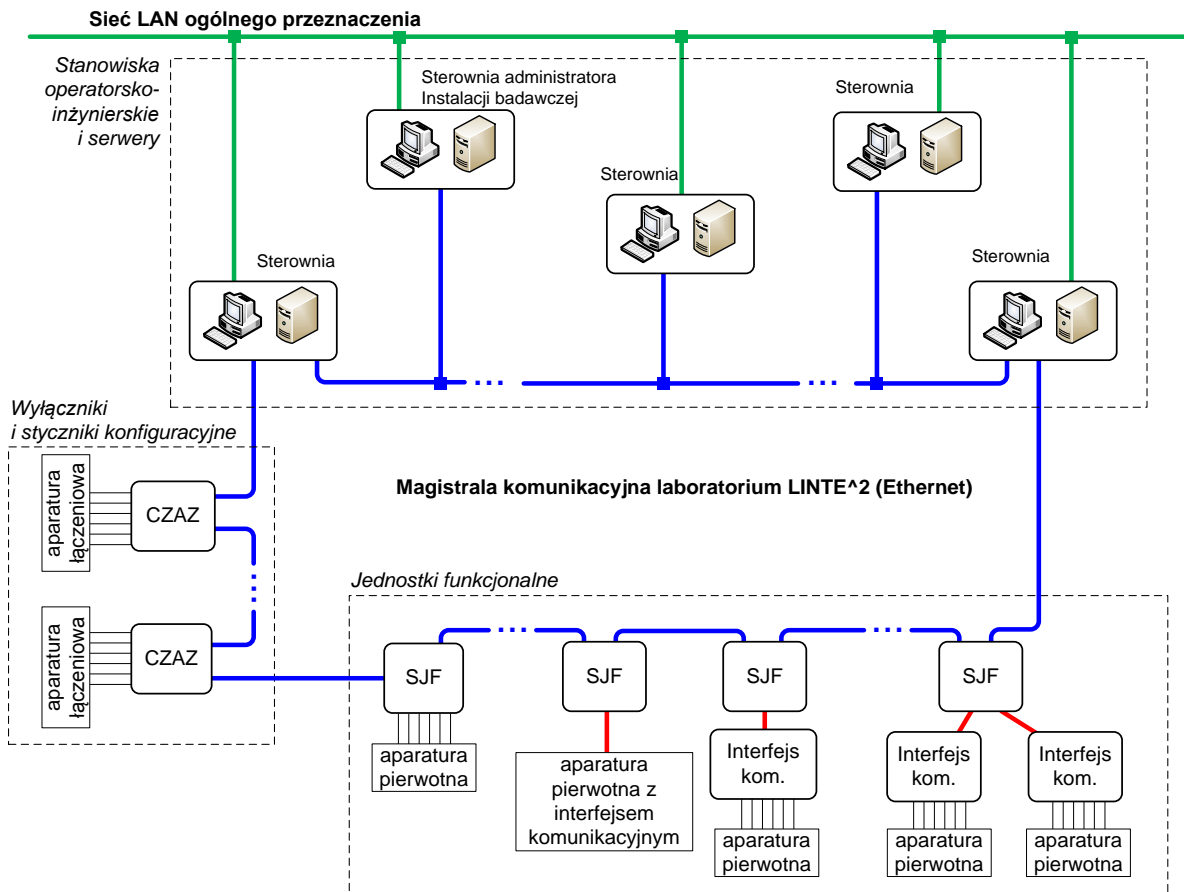 Sieć LAN ogólnego przeznaczenia
Stanowiska
operatorsko-
inżynierskie
i serwery
Sterownia administratora
Instalacji badawczej
Sterownia
Sterownia
Sterownia
Sterownia
Wyłączniki
i styczniki konfiguracyjne
aparatura
łączeniowa
CZAZ
Magistrala komunikacyjna laboratorium LINTE^2 (Ethernet)
aparatura
łączeniowa
CZAZ
Jednostki funkcjonalne
SJF
SJF
SJF
SJF
aparatura
pierwotna
aparatura
pierwotna z
interfejsem
komunikacyjnym
Interfejs
kom.
aparatura
pierwotna
Interfejs
kom.
aparatura
pierwotna
Interfejs
kom.
aparatura
pierwotna